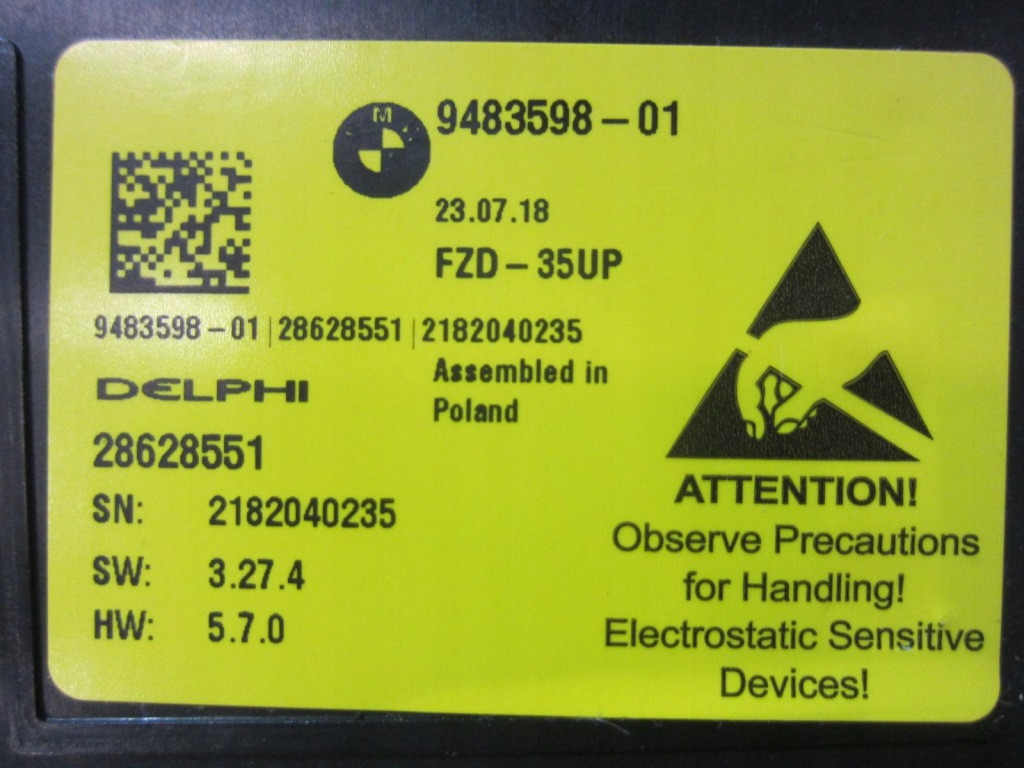 9483598-01
23.07.18
FZD-35UP
9483598-01|28628551|2182040235
Assembled in
Poland
DELPHI
28628551
SN: 2182040235
SW: 3.27.4
HW: 5.7.0
ATTENTION!
Observe Precautions
for Handling!
Electrostatic Sensitive
Devices!